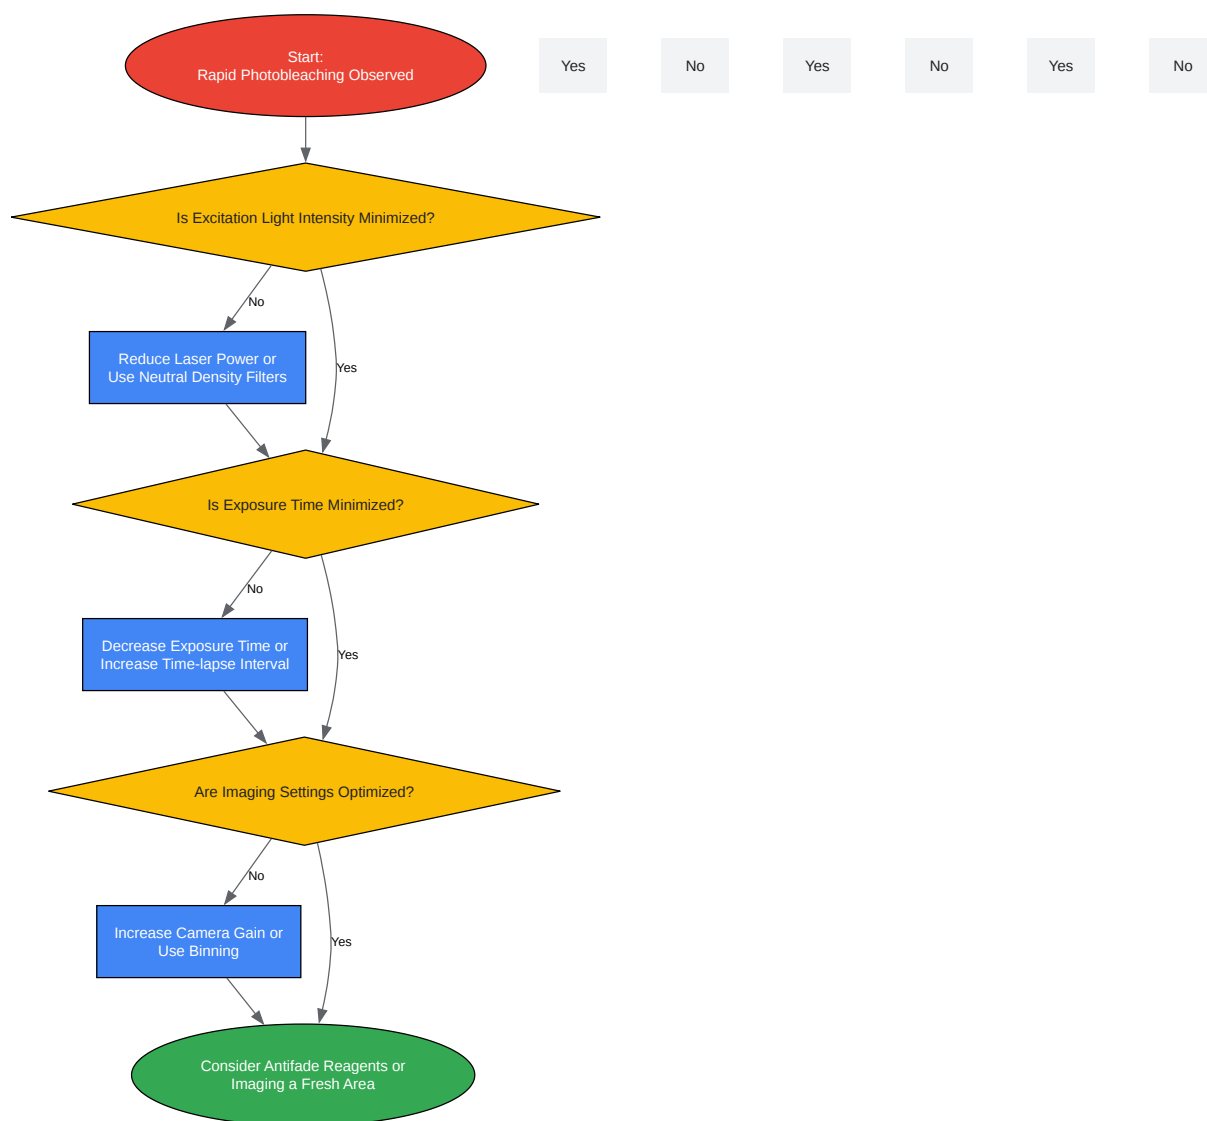 Start:
Rapid Photobleaching Observed
Yes
No
Yes
No
Yes
No
Is Excitation Light Intensity Minimized?
No
Reduce Laser Power or
Use Neutral Density Filters
Yes
Is Exposure Time Minimized?
No
Decrease Exposure Time or
Increase Time-lapse Interval
Yes
Are Imaging Settings Optimized?
No
Increase Camera Gain or
Use Binning
Yes
Consider Antifade Reagents or
Imaging a Fresh Area